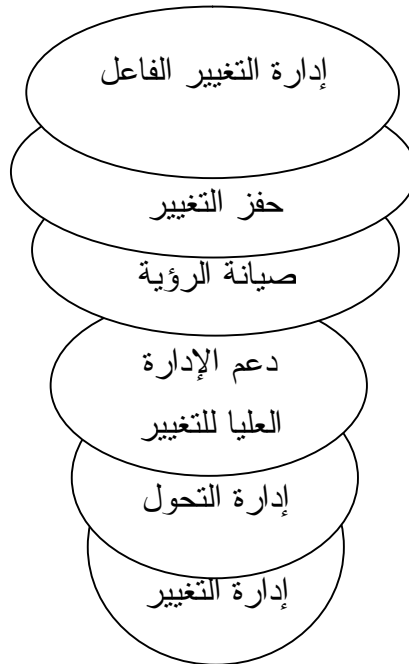 إدارة التغيير الفاعل
حفز التغيير
صيانة الرؤية
دعم الإدارة
العليا للتغيير
إدارة التحول
إدارة التغيير